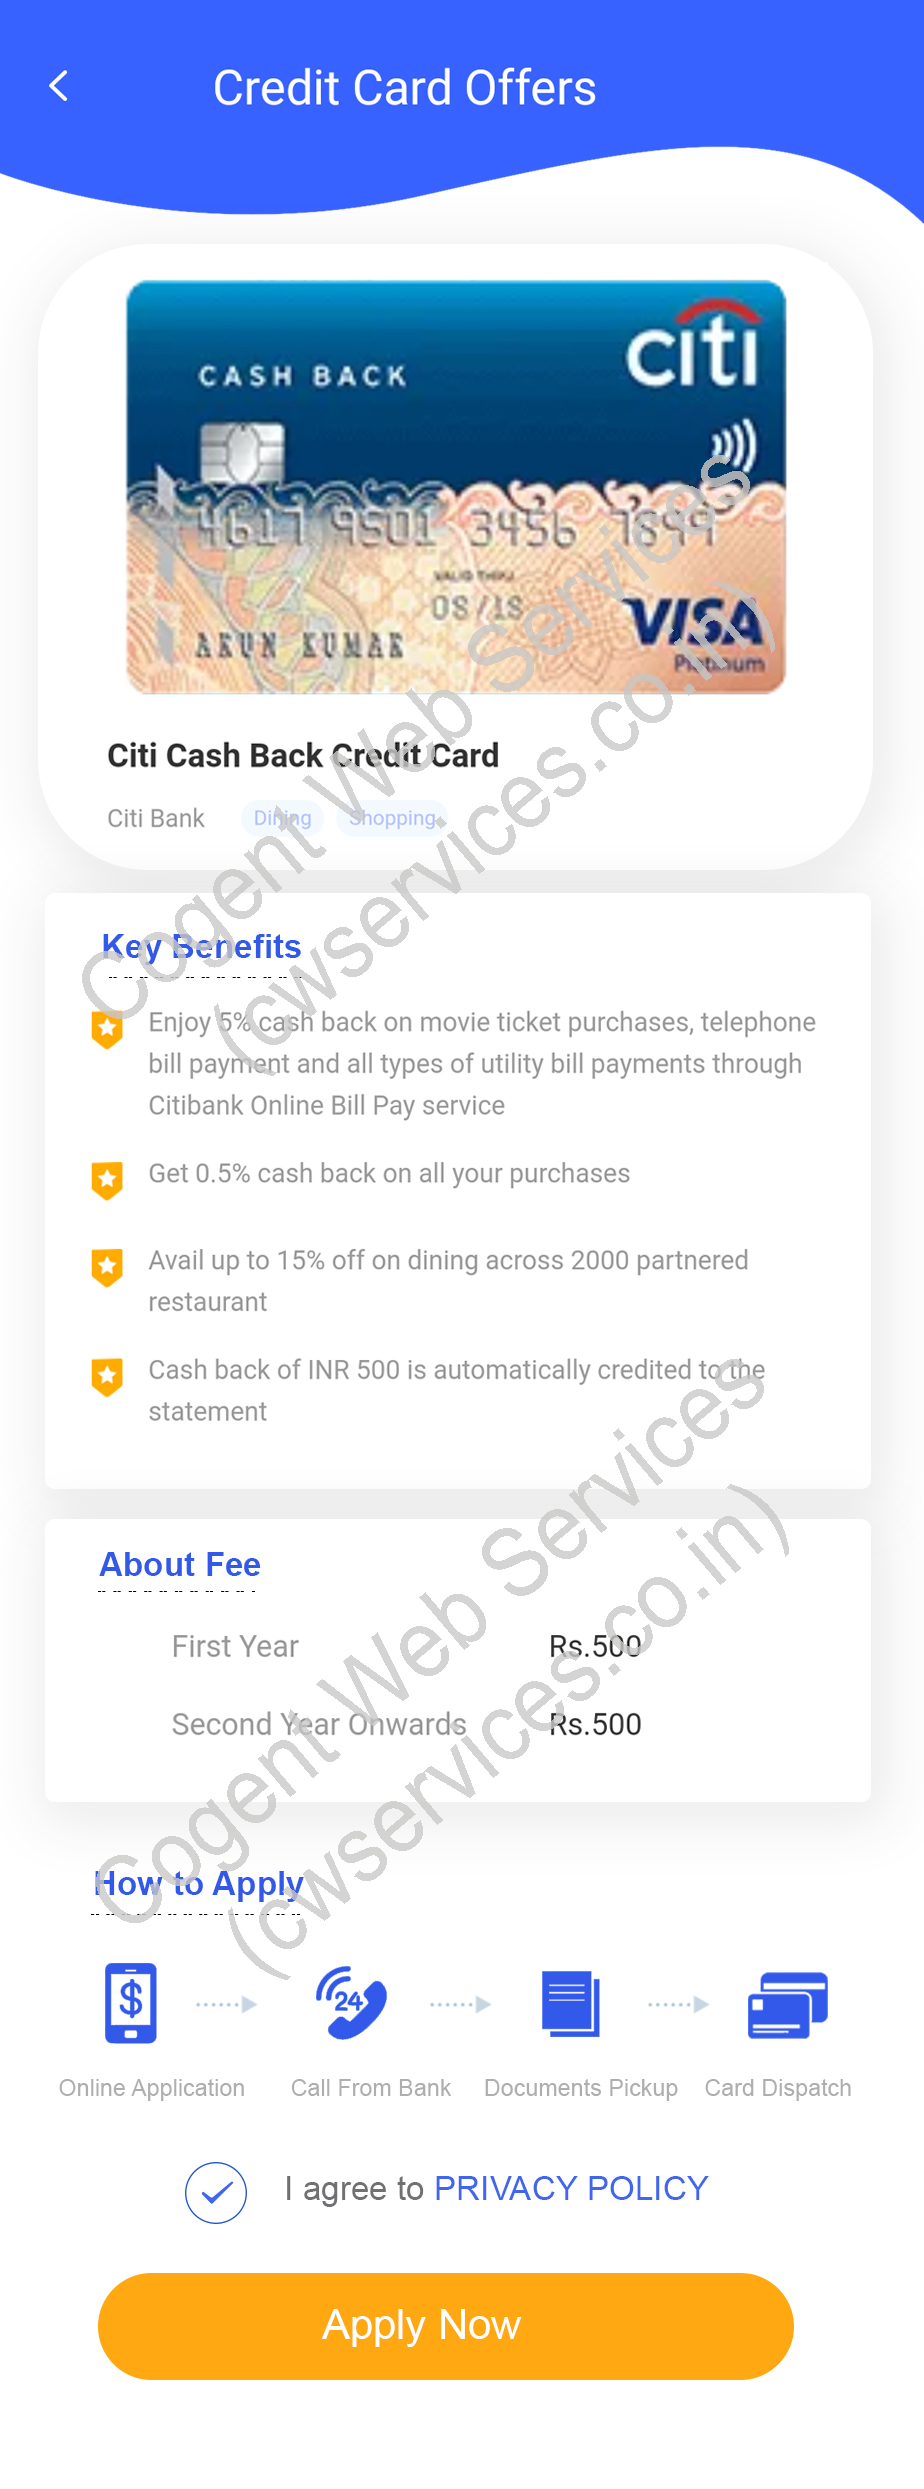 Credit Card Offers
citi
CASH BACK
4617 9501 3456 7899
VALID THRU
08/18
ARUN KUMAR
VISA
Platinum
Citi Cash Back Credit Card
Citi Bank Dining Shopping
Key Benefits
Enjoy 5% cash back on movie ticket purchases, telephone
bill payment and all types of utility bill payments through
Citibank Online Bill Pay service
Get 0.5% cash back on all your purchases
Avail up to 15% off on dining across 2000 partnered
restaurant
Cash back of INR 500 is automatically credited to the
statement
About Fee
First Year Rs.500
Second Year Onwards Rs.500
How to Apply
$
24
Online Application Call From Bank Documents Pickup Card Dispatch
I agree to PRIVACY POLICY
Apply Now
Cogent Web Services
(cwservices.co.in)
Cogent Web Services
(cwservices.co.in)